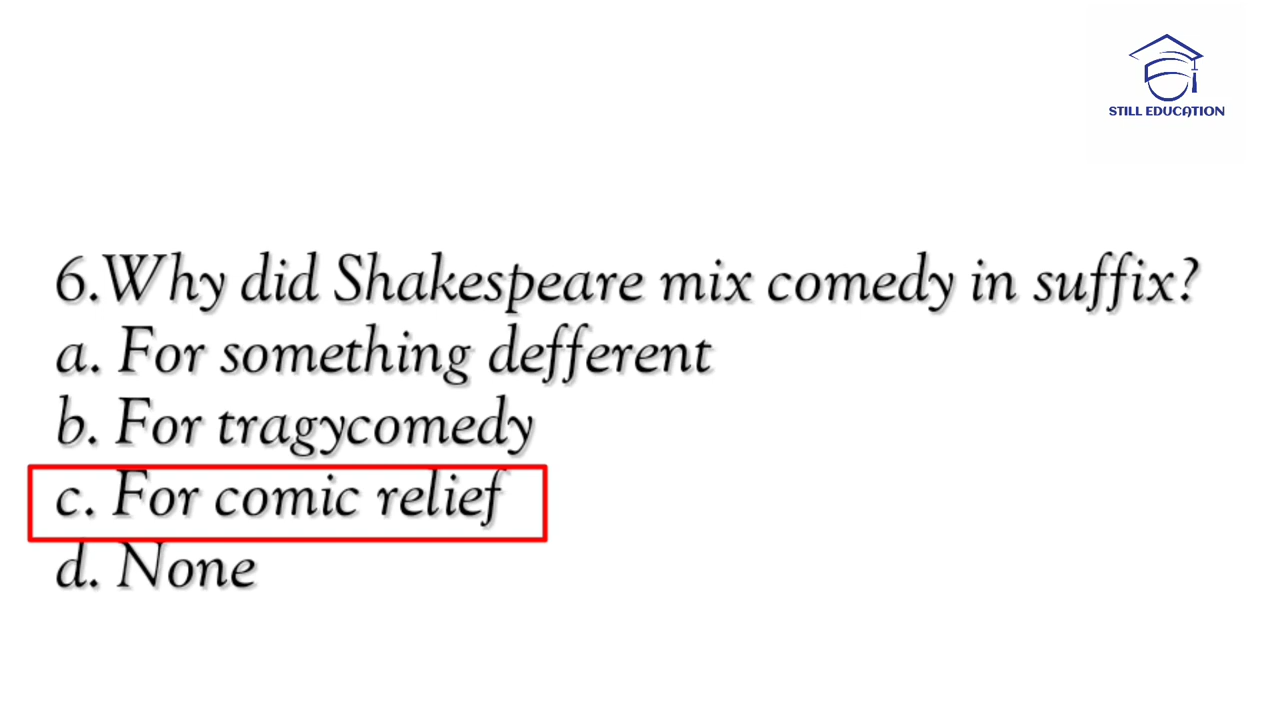 STILL EDUCATION
6.Why did Shakespeare mix comedy in suffix?
a. For something defferent
b. For tragycomedy
c. For comic relief
d. None